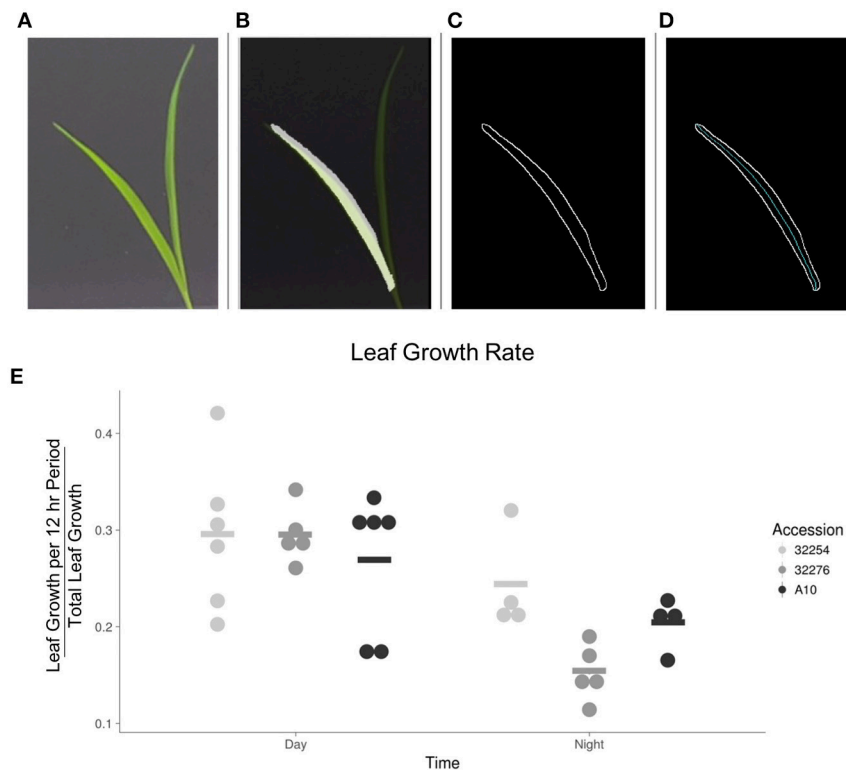 A
B
C
D
Leaf Growth Rate
E
Leaf Growth per 12 hr Period
Total Leaf Growth
0.4
0.3
0.2
0.1
Day
Night
Time
Accession
32254
32276
A10